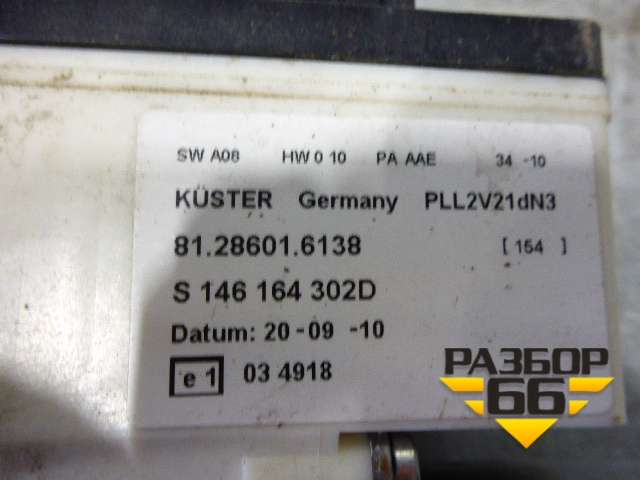 SW A08 HW 0 10 PA AAE 34 -10
KÜSTER Germany PLL2V21dN3
81.28601.6138 [ 154 ]
S 146 164 302D
Datum: 20-09 -10
e1 03 4918
РАЗБОР
66